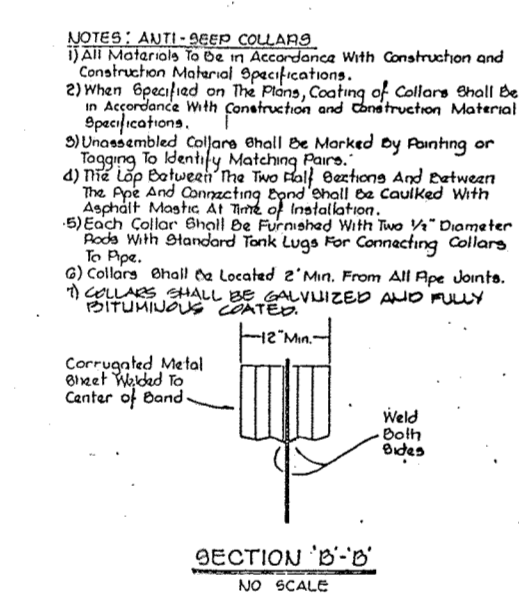 NOTES: ANTI-SEEP COLLARS
1) All Materials To Be in Accordance With Construction and
Construction Material Specifications.
2) When Specified on The Plans, Coating of Collars Shall Be
in Accordance With Construction and Construction Material
Specifications.
3) Unassembled Collars Shall Be Marked By Painting or
Tagging To Identify Matching Pairs.
4) The Lap Between The Two Half Sections And Between
The Pipe And Connecting Band Shall Be Caulked With
Asphalt Mastic At Time of Installation.
5) Each Collar Shall Be Furnished With Two 1/2" Diameter
Rods With Standard Tank Lugs For Connecting Collars
To Pipe.
6) Collars Shall Be Located 2' Min. From All Pipe Joints.
7) COLLARS SHALL BE GALVNIZED AND FULLY
BITUMINOUS COATED.
12" Min.
Corrugated Metal
Sheet Welded To
Center of Band
Weld
Both
Sides
SECTION 'B'-'B'
NO SCALE